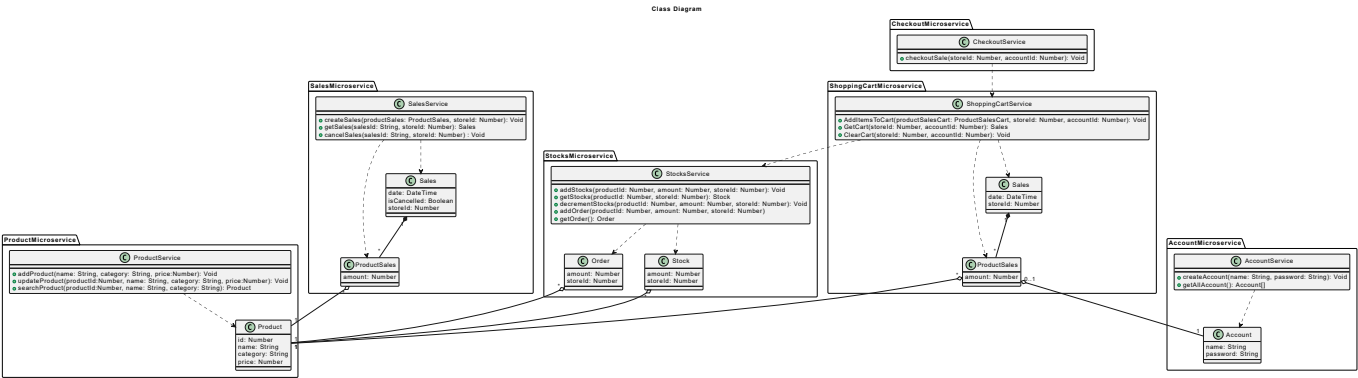 Class Diagram
CheckoutMicroservice
C CheckoutService
checkoutSale(storeId: Number, accountId: Number): Void
SalesMicroservice
C SalesService
createSales(productSales: ProductSales, storeId: Number): Void
getSales(salesId: String, storeId: Number): Sales
cancelSales(salesId: String, storeId: Number) : Void
C Sales
date: DateTime
isCancelled: Boolean
storeId: Number
C ProductSales
amount: Number
ShoppingCartMicroservice
C ShoppingCartService
AddItemsToCart(productSalesCart: ProductSalesCart, storeId: Number, accountId: Number): Void
GetCart(storeId: Number, accountId: Number): Sales
ClearCart(storeId: Number, accountId: Number): Void
C Sales
date: DateTime
storeId: Number
C ProductSales
amount: Number
0..1
StocksMicroservice
C StocksService
addStocks(productId: Number, amount: Number, storeId: Number): Void
getStocks(productId: Number, storeId: Number): Stock
decrementStocks(productId: Number, amount: Number, storeId: Number): Void
addOrder(productId: Number, amount: Number, storeId: Number)
getOrder(): Order
C Order
amount: Number
storeId: Number
C Stock
amount: Number
storeId: Number
ProductMicroservice
C ProductService
addProduct(name: String, category: String, price:Number): Void
updateProduct(productId:Number, name: String, category: String, price:Number): Void
searchProduct(productId:Number, name: String, category: String): Product
C Product
id: Number
name: String
category: String
price: Number
1
AccountMicroservice
C AccountService
createAccount(name: String, password: String): Void
getAllAccount(): Account[]
1
C Account
name: String
password: String